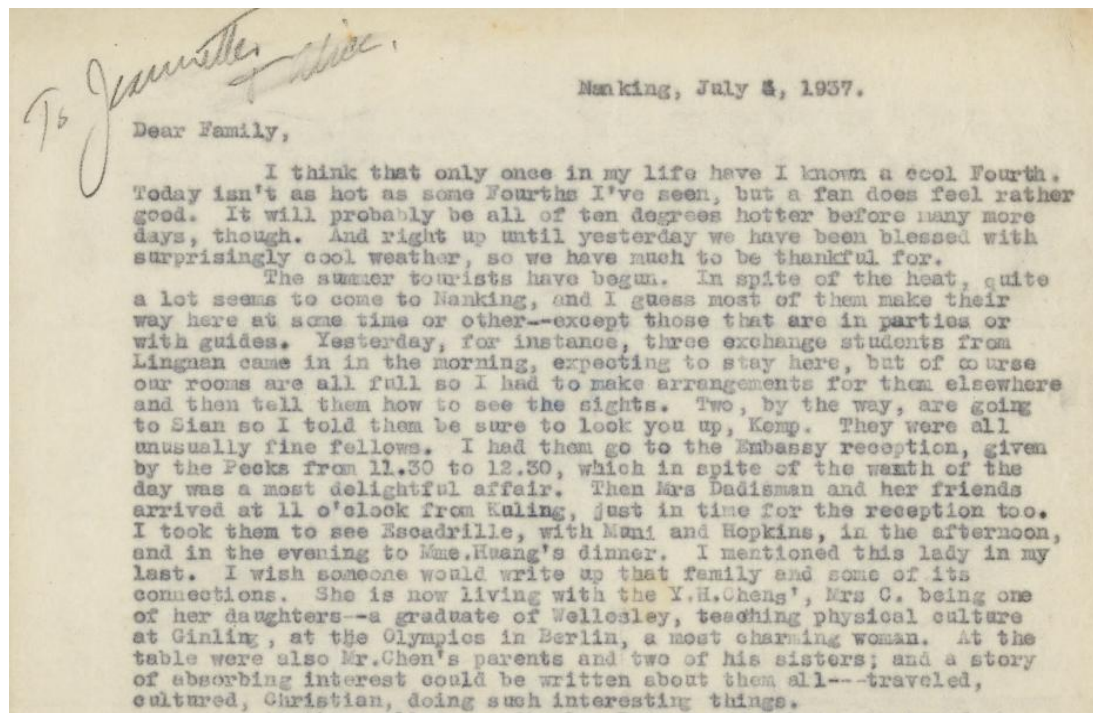 To Jeannette
+ Alice.
Nanking, July 4, 1937.
Dear Family,
I think that only once in my life have I known a cool Fourth.
Today isn't as hot as some Fourths I've seen, but a fan does feel rather
good. It will probably be all of ten degrees hotter before many more
days, though. And right up until yesterday we have been blessed with
surprisingly cool weather, so we have much to be thankful for.
The summer tourists have begun. In spite of the heat, quite
a lot seems to come to Nanking, and I guess most of them make their
way here at some time or other--except those that are in parties or
with guides. Yesterday, for instance, three exchange students from
Lingnan came in in the morning, expecting to stay here, but of course
our rooms are all full so I had to make arrangements for them elsewhere
and then tell them how to see the sights. Two, by the way, are going
to Sian so I told them be sure to look you up, Kemp. They were all
unusually fine fellows. I had them go to the Embassy reception, given
by the Pecks from 11.30 to 12.30, which in spite of the wamth of the
day was a most delightful affair. Then Mrs Dadisman and her friends
arrived at 11 o'clock from Kuling, just in time for the reception too.
I took them to see Escadrille, with Muni and Hopkins, in the afternoon,
and in the evening to Mme.Huang's dinner. I mentioned this lady in my
last. I wish someone would write up that family and some of its
connections. She is now living with the Y.H.Chens', Mrs C. being one
of her daughters--a graduate of Wellesley, teaching physical culture
at Ginling, at the Olympics in Berlin, a most charming woman. At the
table were also Mr.Chen's parents and two of his sisters; and a story
of absorbing interest could be written about them all---traveled,
cultured, Christian, doing such interesting things.